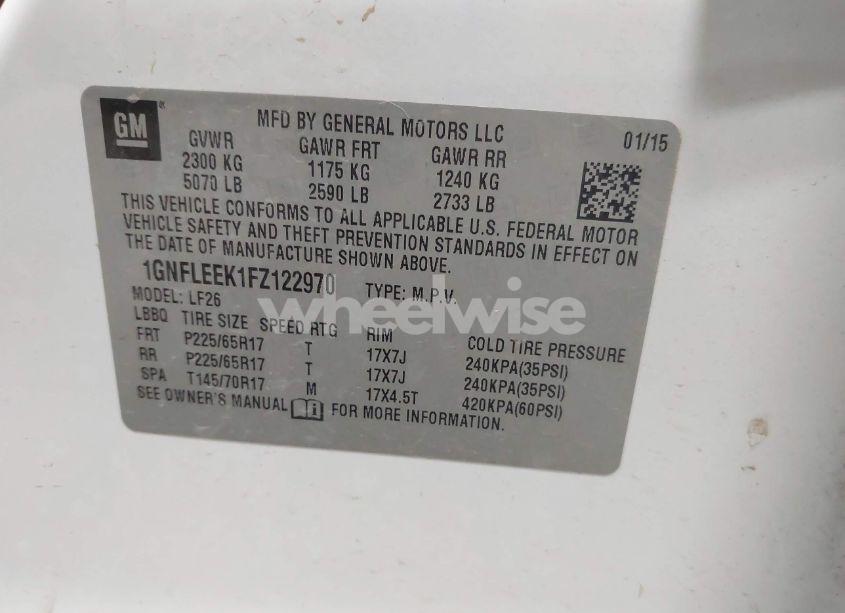 GM
MFD BY GENERAL MOTORS LLC 01/15
GVWR GAWR FRT GAWR RR
2300 KG 1175 KG 1240 KG
5070 LB 2590 LB 2733 LB
THIS VEHICLE CONFORMS TO ALL APPLICABLE U.S. FEDERAL MOTOR
VEHICLE SAFETY AND THEFT PREVENTION STANDARDS IN EFFECT ON
THE DATE OF MANUFACTURE SHOWN ABOVE.
1GNFLEEK1FZ122970 TYPE: M.P.V.
MODEL: LF26
wheelwise
LBBQ TIRE SIZE SPEED RTG RIM COLD TIRE PRESSURE
FRT P225/65R17 T 17X7J 240KPA(35PSI)
RR P225/65R17 T 17X7J 240KPA(35PSI)
SPA T145/70R17 M 17X4.5T 420KPA(60PSI)
SEE OWNER'S MANUAL i FOR MORE INFORMATION.